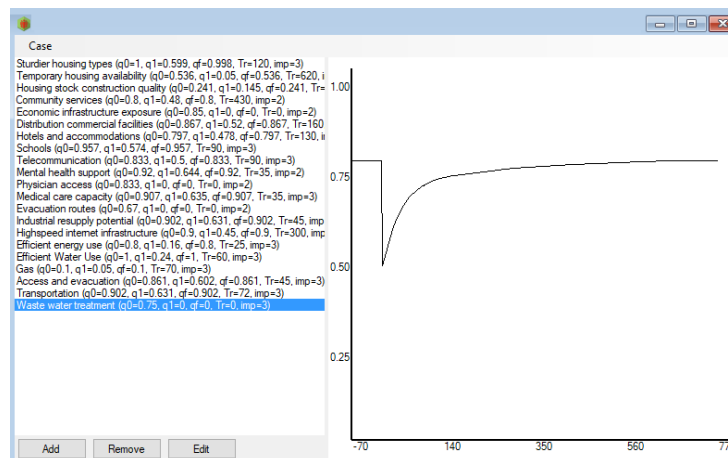 Case
Sturdier housing types (q0=1, q1=0.599, qf=0.998, Tr=120, imp=3)
Temporary housing availability (q0=0.536, q1=0.05, qf=0.536, Tr=620, i
Housing stock construction quality (q0=0.241, q1=0.145, qf=0.241, Tr=
Community services (q0=0.8, q1=0.48, qf=0.8, Tr=430, imp=2)
Economic infrastructure exposure (q0=0.85, q1=0, qf=0, Tr=0, imp=2)
Distribution commercial facilities (q0=0.867, q1=0.52, qf=0.867, Tr=160
Hotels and accommodations (q0=0.797, q1=0.478, qf=0.797, Tr=130, i
Schools (q0=0.957, q1=0.574, qf=0.957, Tr=90, imp=3)
Telecommunication (q0=0.833, q1=0.5, qf=0.833, Tr=90, imp=3)
Mental health support (q0=0.92, q1=0.644, qf=0.92, Tr=35, imp=2)
Physician access (q0=0.833, q1=0, qf=0, Tr=0, imp=2)
Medical care capacity (q0=0.907, q1=0.635, qf=0.907, Tr=35, imp=3)
Evacuation routes (q0=0.67, q1=0, qf=0, Tr=0, imp=2)
Industrial resupply potential (q0=0.902, q1=0.631, qf=0.902, Tr=45, imp
Highspeed internet infrastructure (q0=0.9, q1=0.45, qf=0.9, Tr=300, imp
Efficient energy use (q0=0.8, q1=0.16, qf=0.8, Tr=25, imp=3)
Efficient Water Use (q0=1, q1=0.24, qf=1, Tr=60, imp=3)
Gas (q0=0.1, q1=0.05, qf=0.1, Tr=70, imp=3)
Access and evacuation (q0=0.861, q1=0.602, qf=0.861, Tr=45, imp=3)
Transportation (q0=0.902, q1=0.631, qf=0.902, Tr=72, imp=3)
Waste water treatment (q0=0.75, q1=0, qf=0, Tr=0, imp=3)
Add Remove Edit
1.00
0.75
0.50
0.25
-70 140 350 560 77